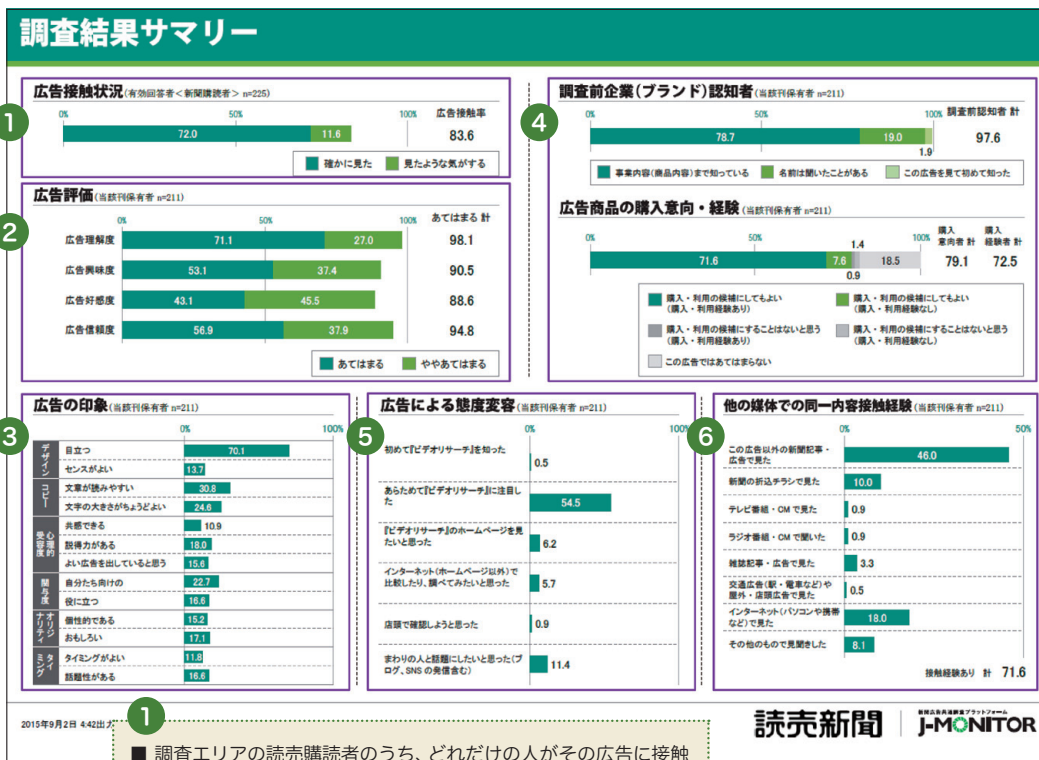 調査結果サマリー
1
広告接触状況(有効回答者<新聞購読者> n=225)
0% 50% 100% 広告接触率
72.0 11.6 83.6
確かに見た 見たような気がする
2
広告評価(当該刊保有者 n=211)
0% 50% 100% あてはまる 計
広告理解度 71.1 27.0 98.1
広告興味度 53.1 37.4 90.5
広告好感度 43.1 45.5 88.6
広告信頼度 56.9 37.9 94.8
あてはまる ややあてはまる
4
調査前企業(ブランド)認知者(当該刊保有者 n=211)
0% 50% 100% 調査前認知者 計
78.7 19.0 97.6
1.9
事業内容(商品内容)まで知っている 名前は聞いたことがある この広告を見て初めて知った
広告商品の購入意向・経験(当該刊保有者 n=211)
0% 50% 100% 購入意向者 計 購入経験者 計
1.4
71.6 7.6 18.5 79.1 72.5
0.9
購入・利用の候補にしてもよい 購入・利用の候補にしてもよい
(購入・利用経験あり) (購入・利用経験なし)
購入・利用の候補にすることはないと思う 購入・利用の候補にすることはないと思う
(購入・利用経験あり) (購入・利用経験なし)
この広告ではあてはまらない
3
広告の印象(当該刊保有者 n=211)
0% 100%
デザイン
目立つ 70.1
センスがよい 13.7
コピー
文章が読みやすい 30.8
文字の大きさがちょうどよい 24.6
心理的受容度
共感できる 10.9
説得力がある 18.0
よい広告を出していると思う 15.6
関与度
自分たち向けの 22.7
役に立つ 16.6
オリジナリティ
個性的である 15.2
おもしろい 17.1
タイミング
タイミングがよい 11.8
話題性がある 16.6
5
広告による態度変容(当該刊保有者 n=211)
0% 100%
初めて『ビデオリサーチ』を知った
0.5
あらためて『ビデオリサーチ』に注目し
た
54.5
『ビデオリサーチ』のホームページを見
たいと思った
6.2
インターネット(ホームページ以外)で
比較したり、調べてみたいと思った
5.7
店頭で確認しようと思った 0.9
まわりの人と話題にしたいと思った(ブ
ログ、SNS の発信含む)
11.4
6
他の媒体での同一内容接触経験(当該刊保有者 n=211)
0% 50%
この広告以外の新聞記事・
広告で見た
46.0
新聞の折込チラシで見た 10.0
テレビ番組・CM で見た 0.9
ラジオ番組・CM で聞いた 0.9
雑誌記事・広告で見た 3.3
交通広告(駅・電車など)や
屋外・店頭広告で見た
0.5
インターネット(パソコンや携帯
など)で見た
18.0
その他のもので見聞きした 8.1
接触経験あり 計 71.6
2015年9月2日 4:42出力
読売新聞
新聞広告共通調査プラットフォーム
J-MONITOR
1
■ 調査エリアの読売購読者のうち、どれだけの人がその広告に接触